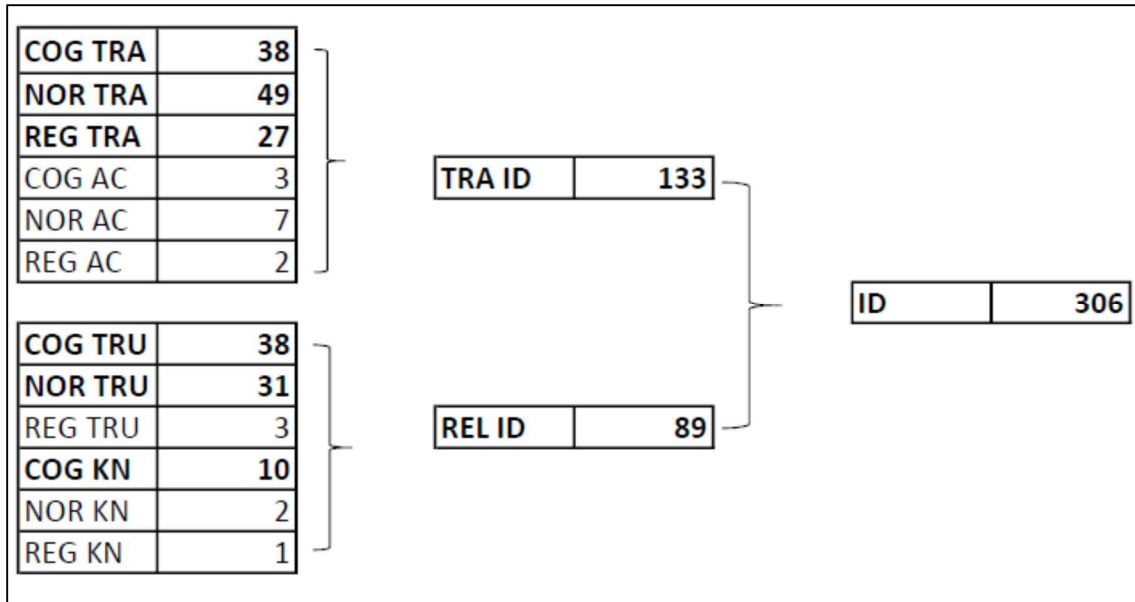 COG TRA 38
NOR TRA 49
REG TRA 27
COG AC 3
NOR AC 7
REG AC 2
COG TRU 38
NOR TRU 31
REG TRU 3
COG KN 10
NOR KN 2
REG KN 1
TRA ID 133
REL ID 89
ID 306